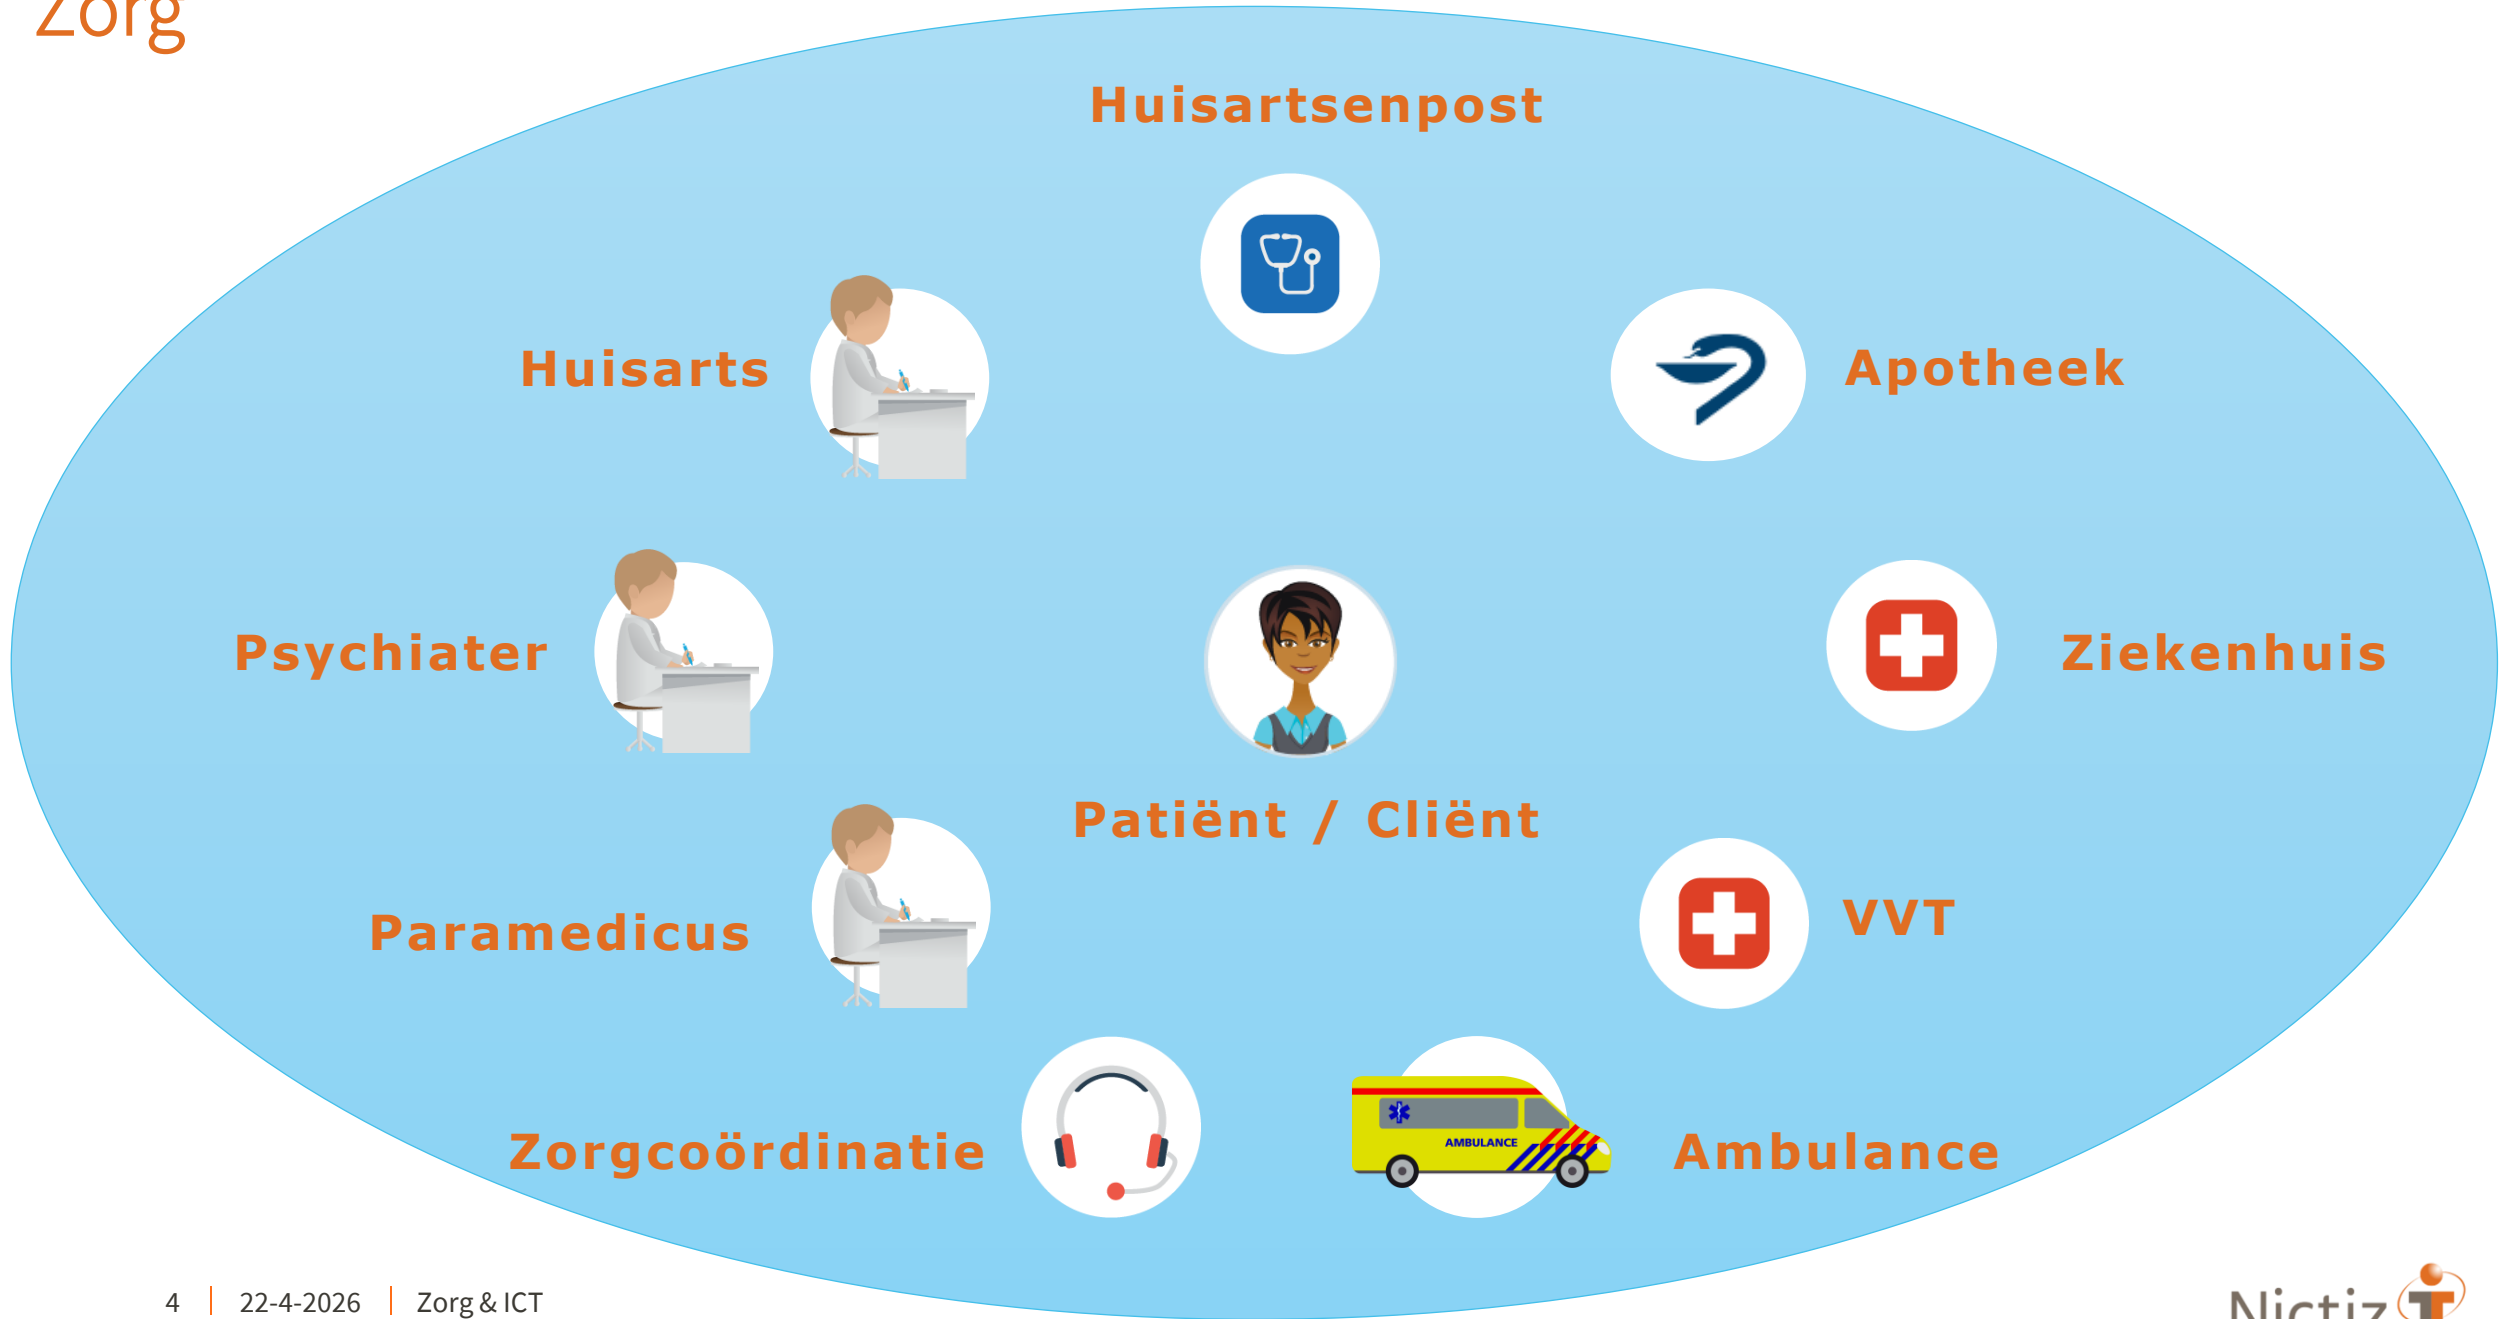 Zorg
Huisartsenpost
Huisarts
Apotheek
Psychiater
Ziekenhuis
Patiënt / Cliënt
Paramedicus
VVT
Zorgcoördinatie
AMBULANCE
Ambulance
4 | 22-4-2026 | Zorg & ICT
Nictiz